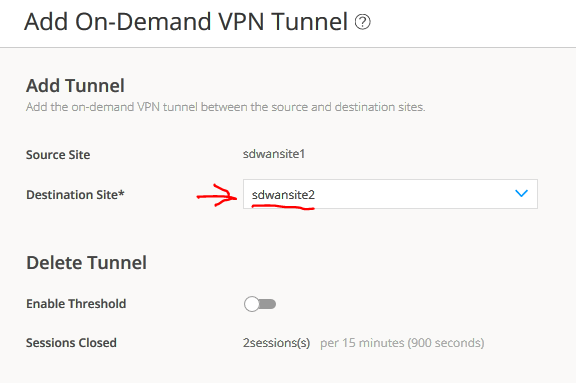 Add On-Demand VPN Tunnel ?
Add Tunnel
Add the on-demand VPN tunnel between the source and destination sites.
Source Site sdwansite1
Destination Site* sdwansite2
Delete Tunnel
Enable Threshold
Sessions Closed 2sessions(s) per 15 minutes (900 seconds)